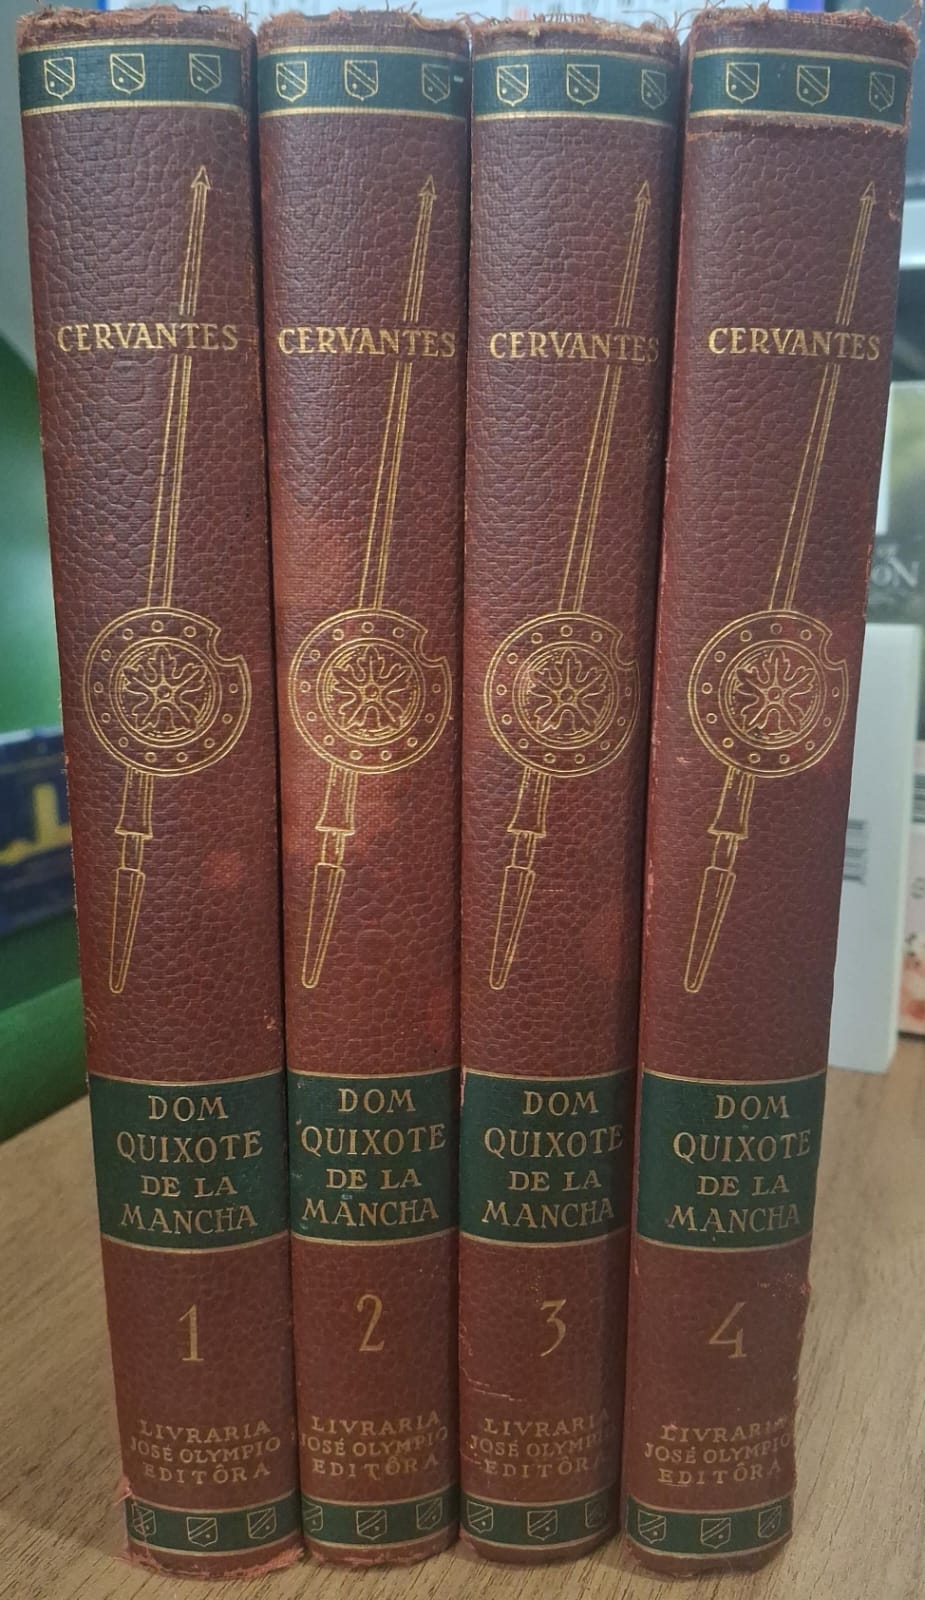 CERVANTES
DOM
QUIXOTE
DE LA
MANCHA
1
LIVRARIA
JOSÉ OLYMPIO
EDITÔRA
CERVANTES
DOM
QUIXOTE
DE LA
MANCHA
2
LIVRARIA
JOSÉ OLYMPIO
EDITÔRA
CERVANTES
DOM
QUIXOTE
DE LA
MANCHA
3
LIVRARIA
JOSÉ OLYMPIO
EDITÔRA
CERVANTES
DOM
QUIXOTE
DE LA
MANCHA
4
LIVRARIA
JOSÉ OLYMPIO
EDITÔRA